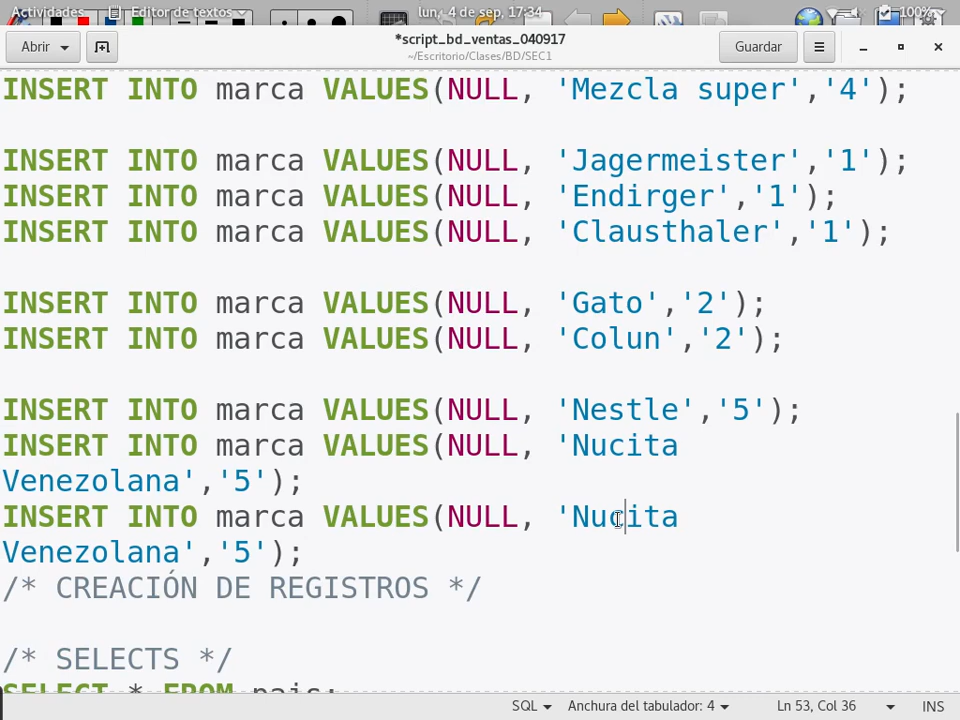 Actividades Editor de textos lun, 4 de sep, 17:34 100%
Abrir *script_bd_ventas_040917 Guardar
~/Escritorio/Clases/BD/SEC1
INSERT INTO marca VALUES(NULL, 'Mezcla super','4');
INSERT INTO marca VALUES(NULL, 'Jagermeister','1');
INSERT INTO marca VALUES(NULL, 'Endirger','1');
INSERT INTO marca VALUES(NULL, 'Clausthaler','1');
INSERT INTO marca VALUES(NULL, 'Gato','2');
INSERT INTO marca VALUES(NULL, 'Colun','2');
INSERT INTO marca VALUES(NULL, 'Nestle','5');
INSERT INTO marca VALUES(NULL, 'Nucita
Venezolana','5');
INSERT INTO marca VALUES(NULL, 'Nucita
Venezolana','5');
/* CREACIÓN DE REGISTROS */
/* SELECTS */
SELECT * FROM pais;
SQL Anchura del tabulador: 4 Ln 53, Col 36 INS